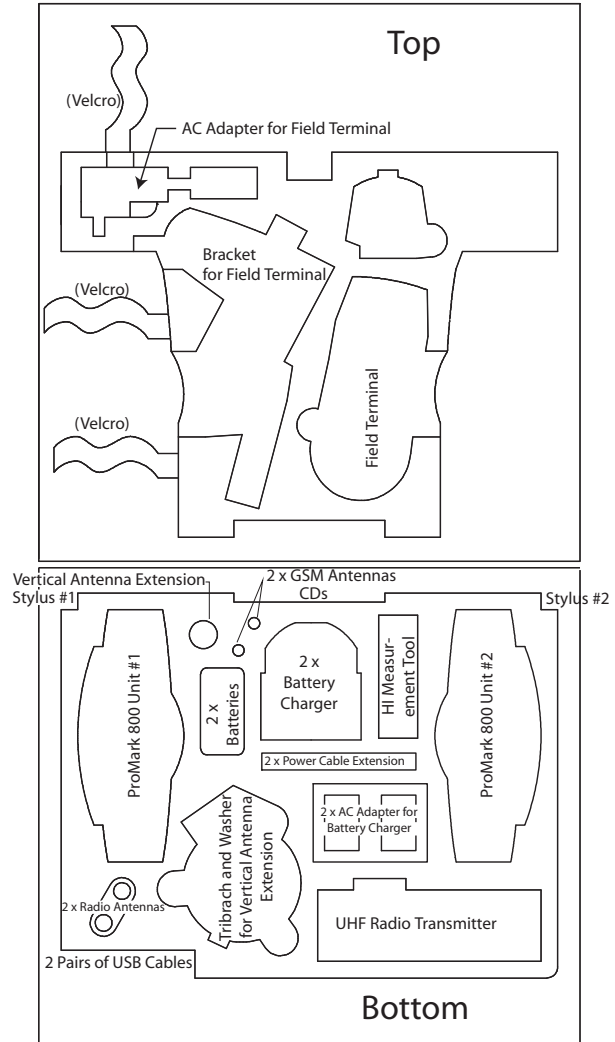 Top
(Velcro)
AC Adapter for Field Terminal
Bracket
for Field Terminal
(Velcro)
(Velcro)
Field Terminal
Vertical Antenna Extension
2 x GSM Antennas
Stylus #1
CDs
Stylus #2
ProMark 800 Unit #1
2 x
Batteries
2 x
Battery
Charger
HI Measur-
ement Tool
ProMark 800 Unit #2
2 x Power Cable Extension
2 x AC Adapter for
Battery Charger
Tribrach and Washer
for Vertical Antenna
Extension
2 x Radio Antennas
UHF Radio Transmitter
2 Pairs of USB Cables
Bottom